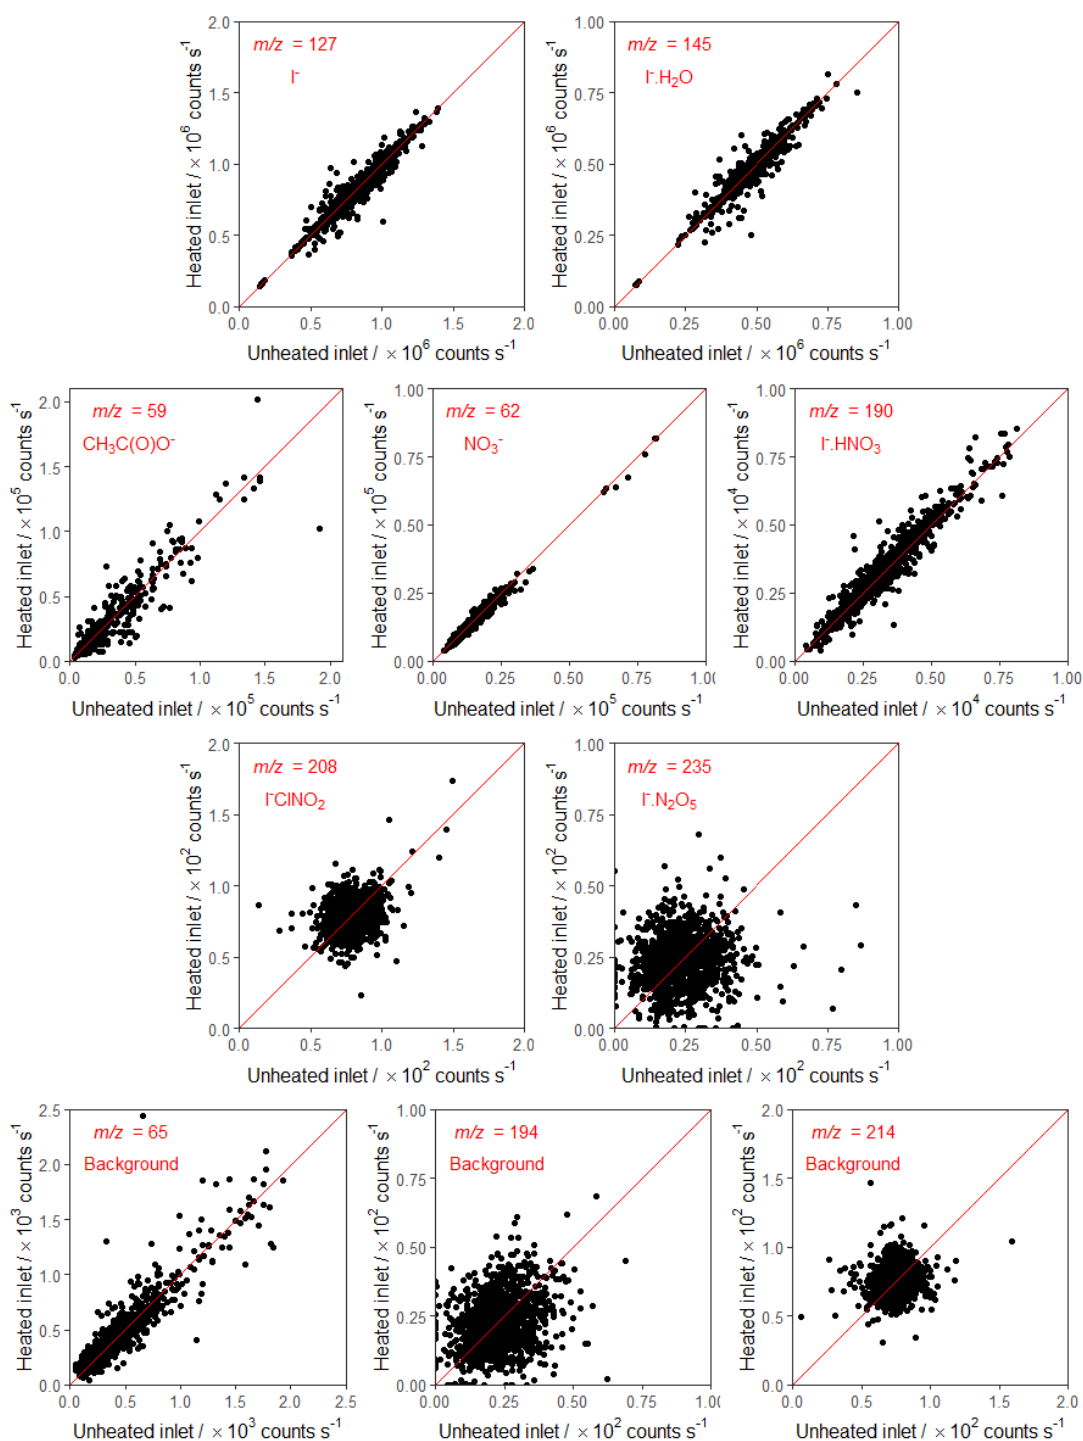 m/z = 127
I⁻
2.0
1.5
1.0
0.5
0.0
Heated inlet / × 10⁶ counts s⁻¹
0.0 0.5 1.0 1.5 2.0
Unheated inlet / × 10⁶ counts s⁻¹
m/z = 145
I⁻.H₂O
1.00
0.75
0.50
0.25
0.00
Heated inlet / × 10⁶ counts s⁻¹
0.00 0.25 0.50 0.75 1.00
Unheated inlet / × 10⁶ counts s⁻¹
m/z = 59
CH₃C(O)O⁻
2.0
1.5
1.0
0.5
0.0
Heated inlet / × 10⁵ counts s⁻¹
0.0 0.5 1.0 1.5 2.0
Unheated inlet / × 10⁵ counts s⁻¹
m/z = 62
NO₃⁻
1.00
0.75
0.50
0.25
0.00
Heated inlet / × 10⁵ counts s⁻¹
0.00 0.25 0.50 0.75 1.00
Unheated inlet / × 10⁵ counts s⁻¹
m/z = 190
I⁻.HNO₃
1.00
0.75
0.50
0.25
0.00
Heated inlet / × 10⁴ counts s⁻¹
0.00 0.25 0.50 0.75 1.00
Unheated inlet / × 10⁴ counts s⁻¹
m/z = 208
I⁻ClNO₂
2.0
1.5
1.0
0.5
0.0
Heated inlet / × 10² counts s⁻¹
0.0 0.5 1.0 1.5 2.0
Unheated inlet / × 10² counts s⁻¹
m/z = 235
I⁻.N₂O₅
1.00
0.75
0.50
0.25
0.00
Heated inlet / × 10² counts s⁻¹
0.00 0.25 0.50 0.75 1.00
Unheated inlet / × 10² counts s⁻¹
m/z = 65
Background
2.5
2.0
1.5
1.0
0.5
0.0
Heated inlet / × 10³ counts s⁻¹
0.0 0.5 1.0 1.5 2.0 2.5
Unheated inlet / × 10³ counts s⁻¹
m/z = 194
Background
1.00
0.75
0.50
0.25
0.00
Heated inlet / × 10² counts s⁻¹
0.00 0.25 0.50 0.75 1.00
Unheated inlet / × 10² counts s⁻¹
m/z = 214
Background
2.0
1.5
1.0
0.5
0.0
Heated inlet / × 10² counts s⁻¹
0.0 0.5 1.0 1.5 2.0
Unheated inlet / × 10² counts s⁻¹